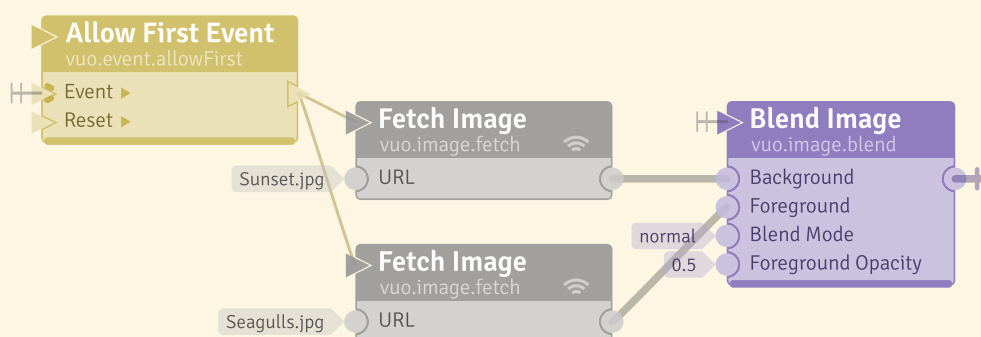 Allow First Event
vuo.event.allowFirst
Event
Reset
Fetch Image
vuo.image.fetch
Sunset.jpg
URL
Fetch Image
vuo.image.fetch
Seagulls.jpg
URL
Blend Image
vuo.image.blend
Background
Foreground
normal
Blend Mode
0.5
Foreground Opacity